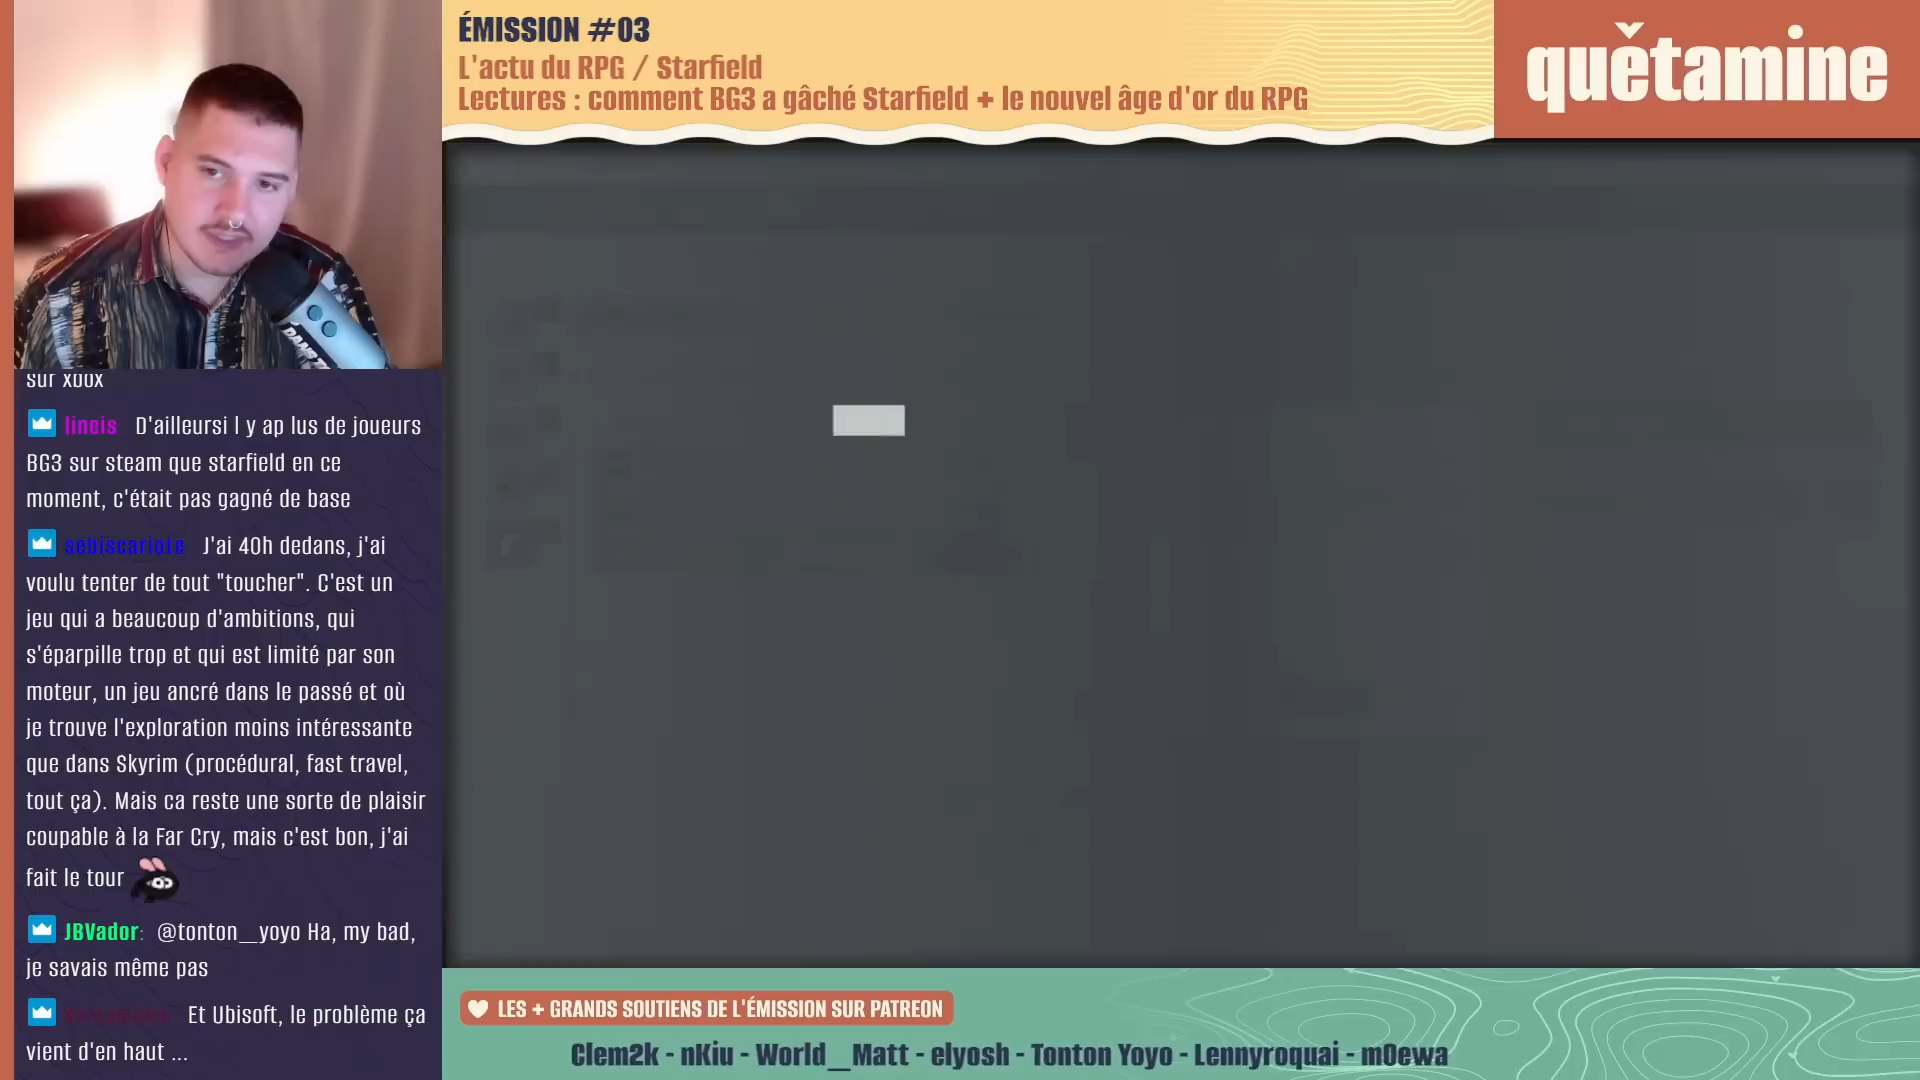 ÉMISSION #03
L'actu du RPG / Starfield
Lectures : comment BG3 a gâché Starfield + le nouvel âge d'or du RPG
quětamine
sur xbox
lineis D'ailleursi l y ap lus de joueurs
BG3 sur steam que starfield en ce
moment, c'était pas gagné de base
sebiscariote J'ai 40h dedans, j'ai
voulu tenter de tout "toucher". C'est un
jeu qui a beaucoup d'ambitions, qui
s'éparpille trop et qui est limité par son
moteur, un jeu ancré dans le passé et où
je trouve l'exploration moins intéressante
que dans Skyrim (procédural, fast travel,
tout ça). Mais ca reste une sorte de plaisir
coupable à la Far Cry, mais c'est bon, j'ai
fait le tour
JBVador: @tonton_yoyo Ha, my bad,
je savais même pas
Et Ubisoft, le problème ça
vient d'en haut ...
LES + GRANDS SOUTIENS DE L'ÉMISSION SUR PATREON
Clem2k - nKiu - World_Matt - elyosh - Tonton Yoyo - Lennyroquai - m0ewa